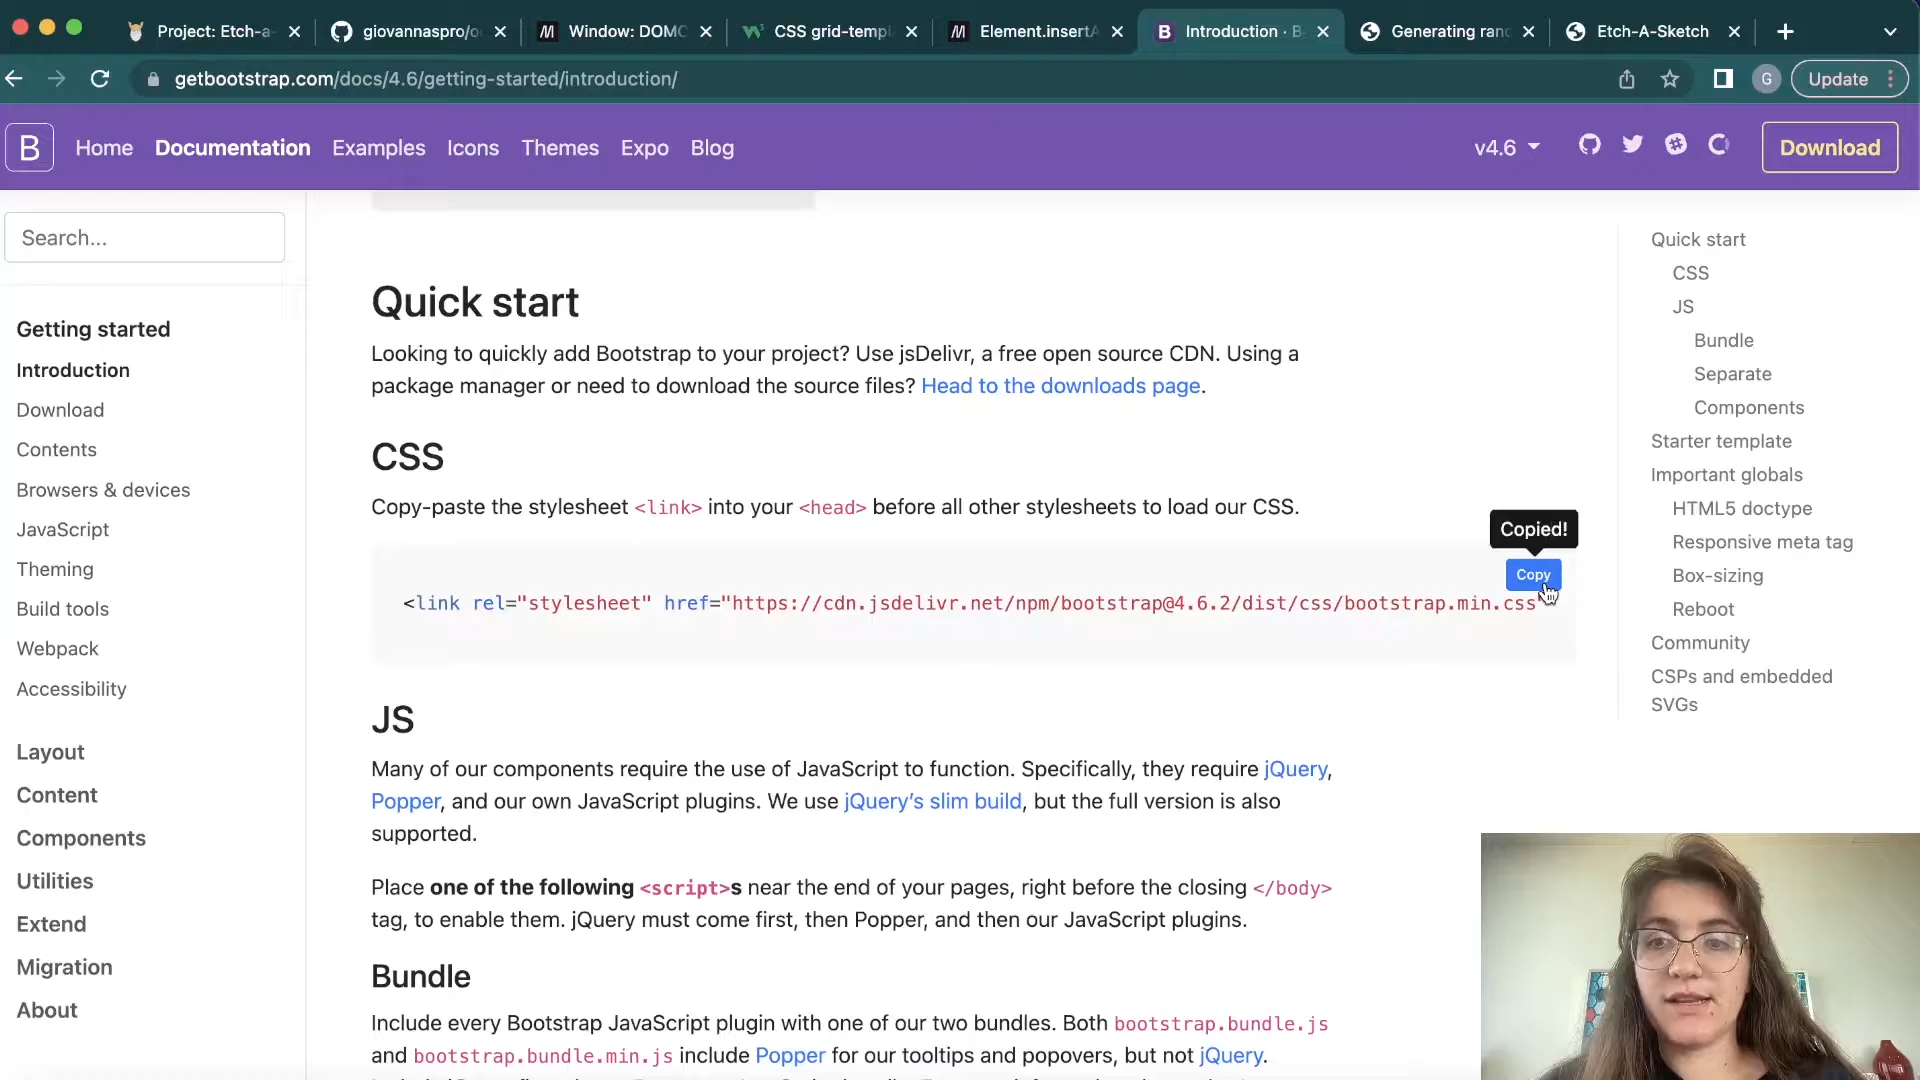 Project: Etch-a-
giovannaspro/o
Window: DOMC
CSS grid-templ
Element.insertA
B Introduction · B
Generating ran
Etch-A-Sketch
getbootstrap.com/docs/4.6/getting-started/introduction/
G
Update
B Home Documentation Examples Icons Themes Expo Blog
v4.6
Download
Search...
Getting started
Introduction
Download
Contents
Browsers & devices
JavaScript
Theming
Build tools
Webpack
Accessibility
Layout
Content
Components
Utilities
Extend
Migration
About
Quick start
Looking to quickly add Bootstrap to your project? Use jsDelivr, a free open source CDN. Using a
package manager or need to download the source files? Head to the downloads page.
CSS
Copy-paste the stylesheet <link> into your <head> before all other stylesheets to load our CSS.
Copied!
Copy
<link rel="stylesheet" href="https://cdn.jsdelivr.net/npm/bootstrap@4.6.2/dist/css/bootstrap.min.css"
JS
Many of our components require the use of JavaScript to function. Specifically, they require jQuery,
Popper, and our own JavaScript plugins. We use jQuery's slim build, but the full version is also
supported.
Place one of the following <script>s near the end of your pages, right before the closing </body>
tag, to enable them. jQuery must come first, then Popper, and then our JavaScript plugins.
Bundle
Include every Bootstrap JavaScript plugin with one of our two bundles. Both bootstrap.bundle.js
and bootstrap.bundle.min.js include Popper for our tooltips and popovers, but not jQuery.
Quick start
CSS
JS
Bundle
Separate
Components
Starter template
Important globals
HTML5 doctype
Responsive meta tag
Box-sizing
Reboot
Community
CSPs and embedded
SVGs